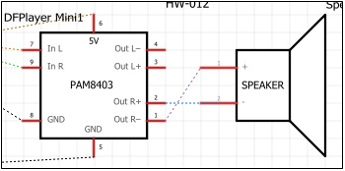 HW-012
Spe
DFPlayer Mini1
6
5V
7 In L Out L− 4
9 In R Out L+ 3
1 +
PAM8403
SPEAKER
Out R+ 2
2 -
8 GND Out R− 1
GND
5